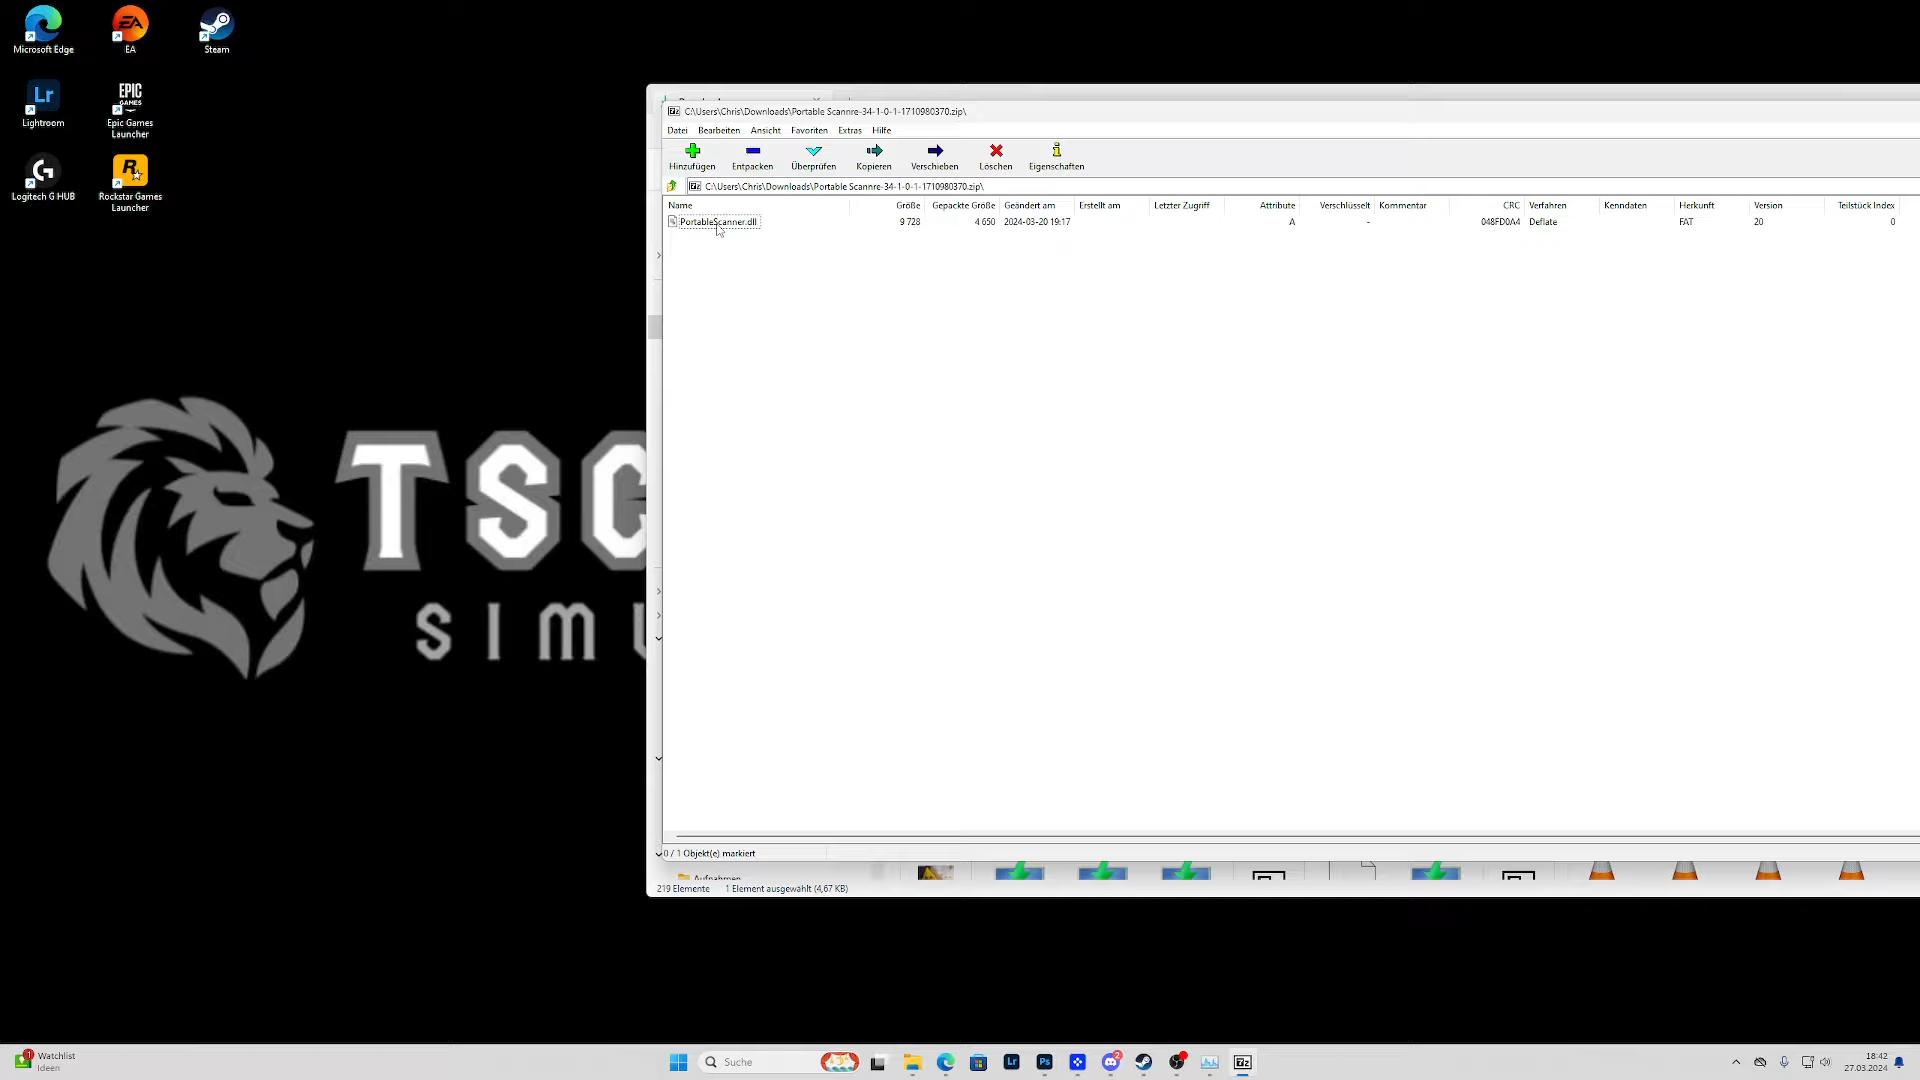 Microsoft Edge
EA
Steam
Lr
Lightroom
EPIC GAMES
Epic Games Launcher
G
Logitech G HUB
R
Rockstar Games Launcher
TSC
SIMU
C:\Users\Chris\Downloads\Portable Scannre-34-1-0-1-1710980370.zip\
Datei Bearbeiten Ansicht Favoriten Extras Hilfe
Hinzufügen Entpacken Überprüfen Kopieren Verschieben Löschen Eigenschaften
C:\Users\Chris\Downloads\Portable Scannre-34-1-0-1-1710980370.zip\
Name Größe Gepackte Größe Geändert am Erstellt am Letzter Zugriff Attribute Verschlüsselt Kommentar CRC Verfahren Kenndaten Herkunft Version Teilstück Index
PortableScanner.dll 9 728 4 650 2024-03-20 19:17 A - 048FD0A4 Deflate FAT 20 0
0 / 1 Objekt(e) markiert
Aufnahmen
219 Elemente 1 Element ausgewählt (4,67 KB)
Watchlist
Ideen
Suche
18:42
27.03.2024